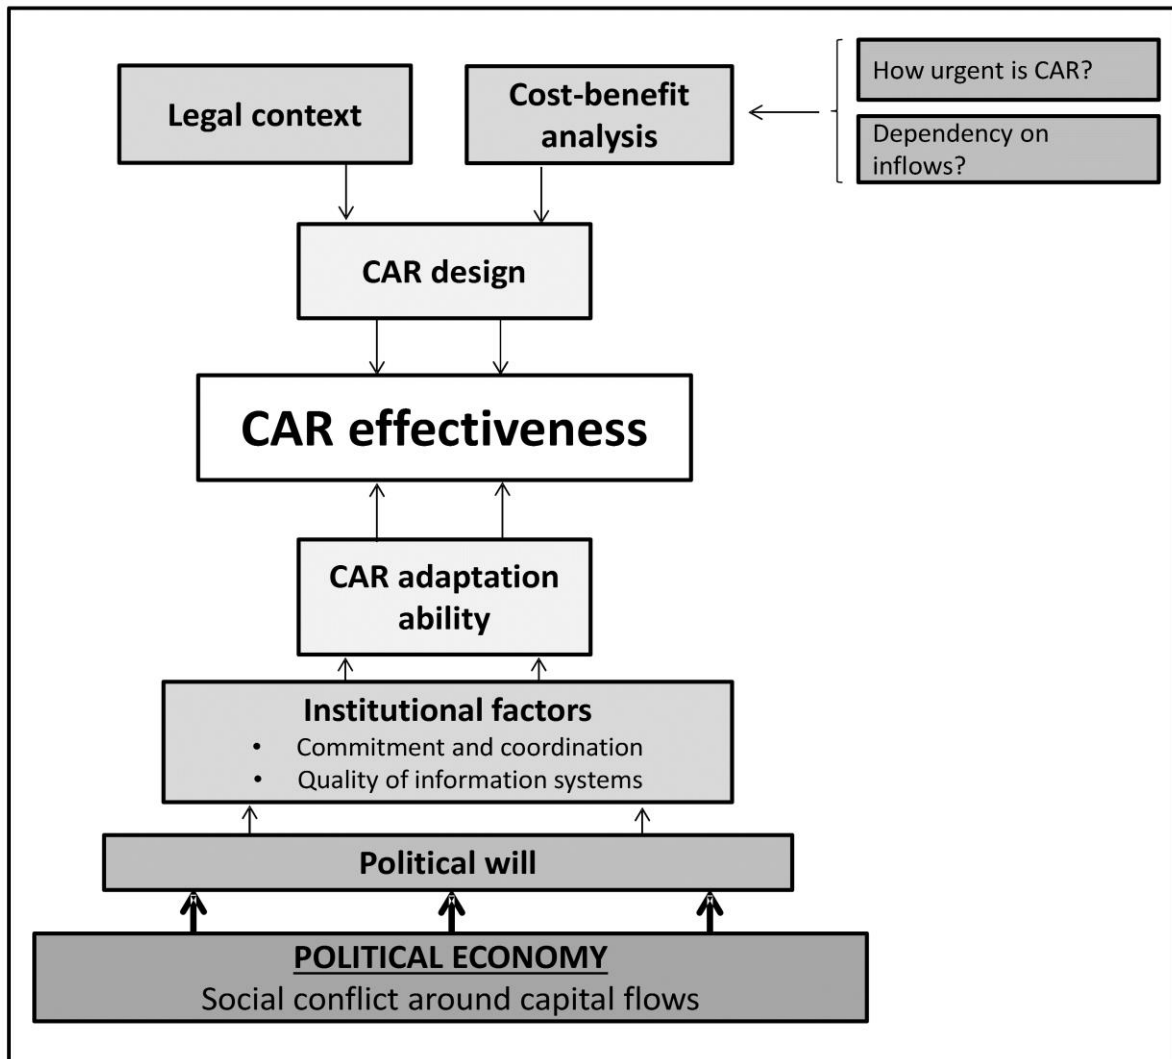 Legal context
Cost-benefit
analysis
How urgent is CAR?
Dependency on
inflows?
CAR design
CAR effectiveness
CAR adaptation
ability
Institutional factors
• Commitment and coordination
• Quality of information systems
Political will
POLITICAL ECONOMY
Social conflict around capital flows